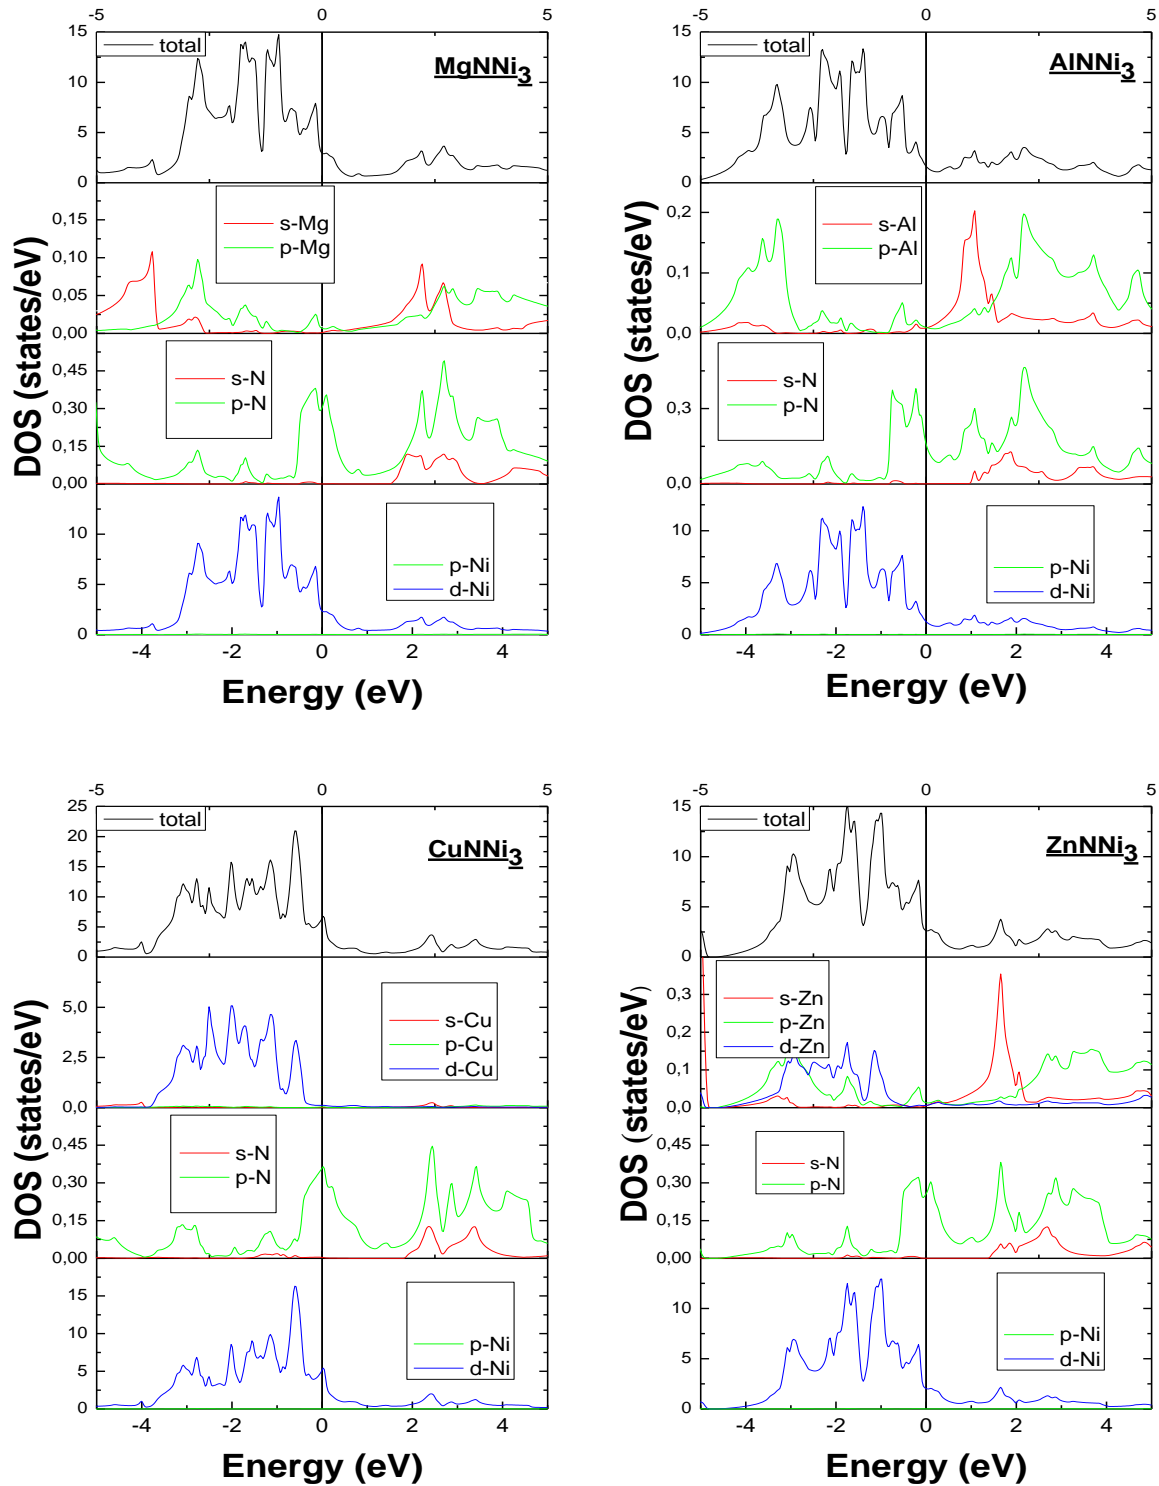 -5 0 5
15
10
5
0
total
MgNNi3
0,15
0,10
0,05
0,00
s-Mg
p-Mg
0,45
0,30
0,15
0,00
s-N
p-N
10
5
0
p-Ni
d-Ni
-4 -2 0 2 4
Energy (eV)
DOS (states/eV)
-5 0 5
15
10
5
0
total
AlNNi3
0,2
0,1
0,0
s-Al
p-Al
0,3
0,0
s-N
p-N
10
5
0
p-Ni
d-Ni
-4 -2 0 2 4
Energy (eV)
DOS (states/eV)
-5 0 5
25
20
15
10
5
0
total
CuNNi3
5,0
2,5
0,0
s-Cu
p-Cu
d-Cu
0,45
0,30
0,15
0,00
s-N
p-N
15
10
5
0
p-Ni
d-Ni
-4 -2 0 2 4
Energy (eV)
DOS (states/eV)
-5 0 5
15
10
5
0
total
ZnNNi3
0,3
0,2
0,1
0,0
s-Zn
p-Zn
d-Zn
0,45
0,30
0,15
0,00
s-N
p-N
10
5
0
p-Ni
d-Ni
-4 -2 0 2 4
Energy (eV)
DOS (states/eV)